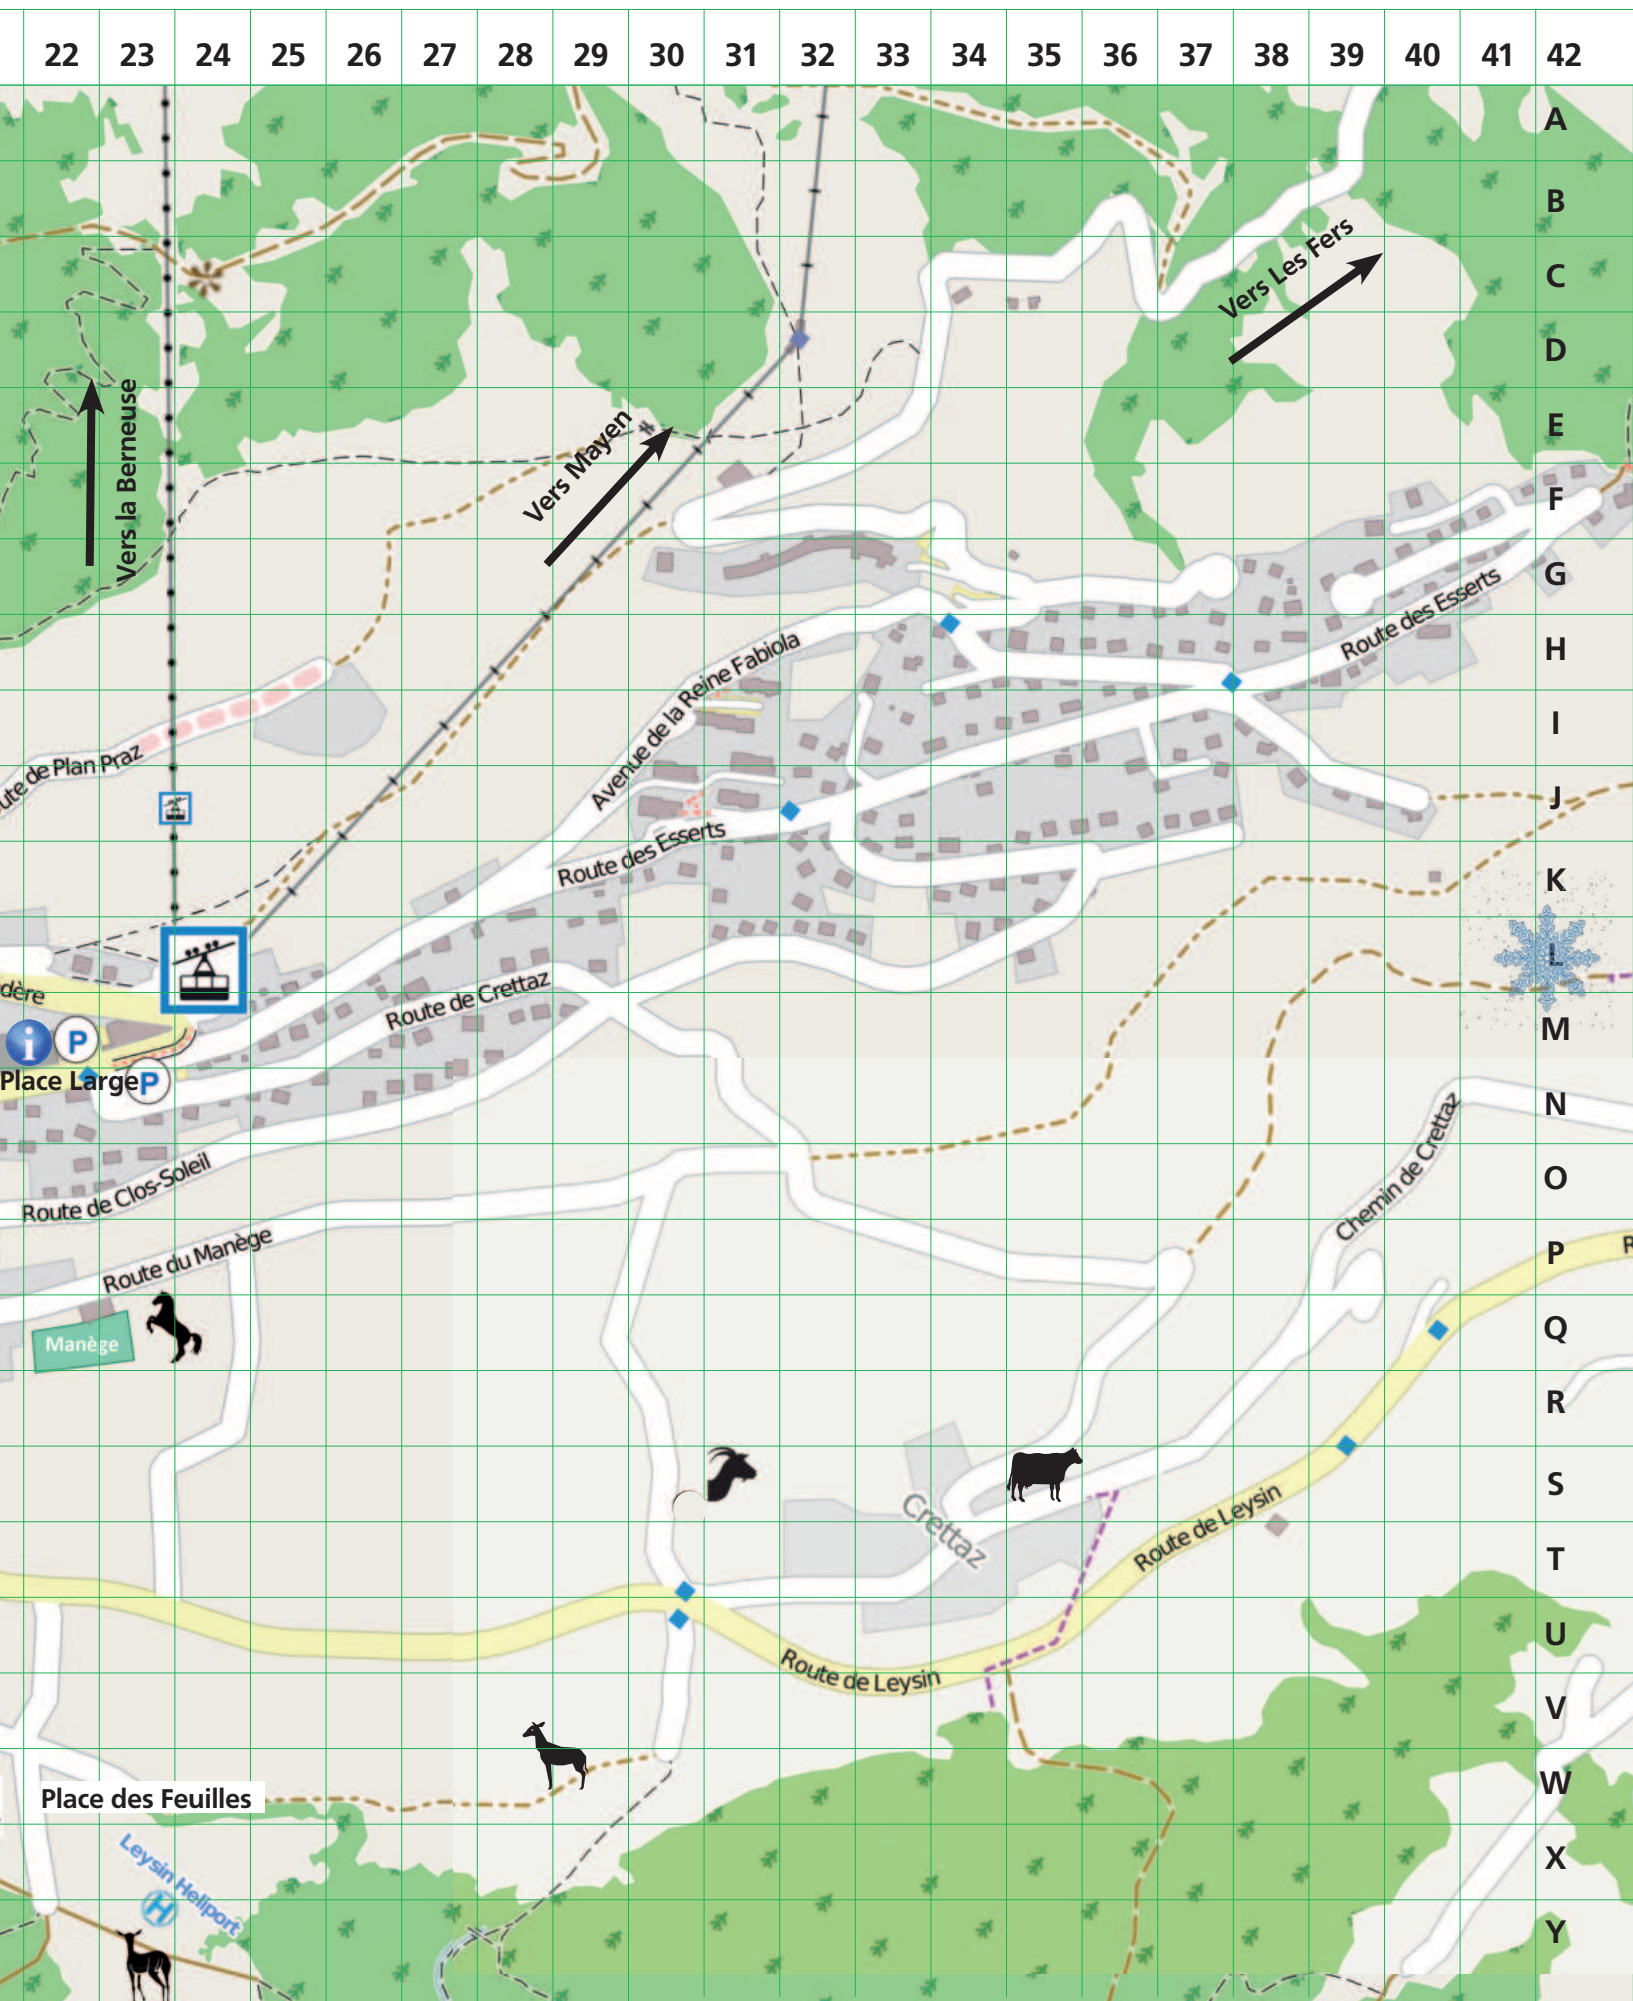 22 23 24 25 26 27 28 29 30 31 32 33 34 35 36 37 38 39 40 41 42
A
B
Vers Les Fers
C
D
Vers la Berneuse
Vers Mayen
E
F
G
Route des Esserts
H
Avenue de la Reine Fabiola
I
ute de Plan Praz
J
Route des Esserts
K
L
Route de Crettaz
dère
M
i P
Place Large P
N
Chemin de Crettaz
Route de Clos-Soleil
O
Route du Manège
P
R
Manège
Q
R
S
Crettaz
Route de Leysin
T
U
Route de Leysin
V
W
Place des Feuilles
X
Leysin Heliport
H
Y